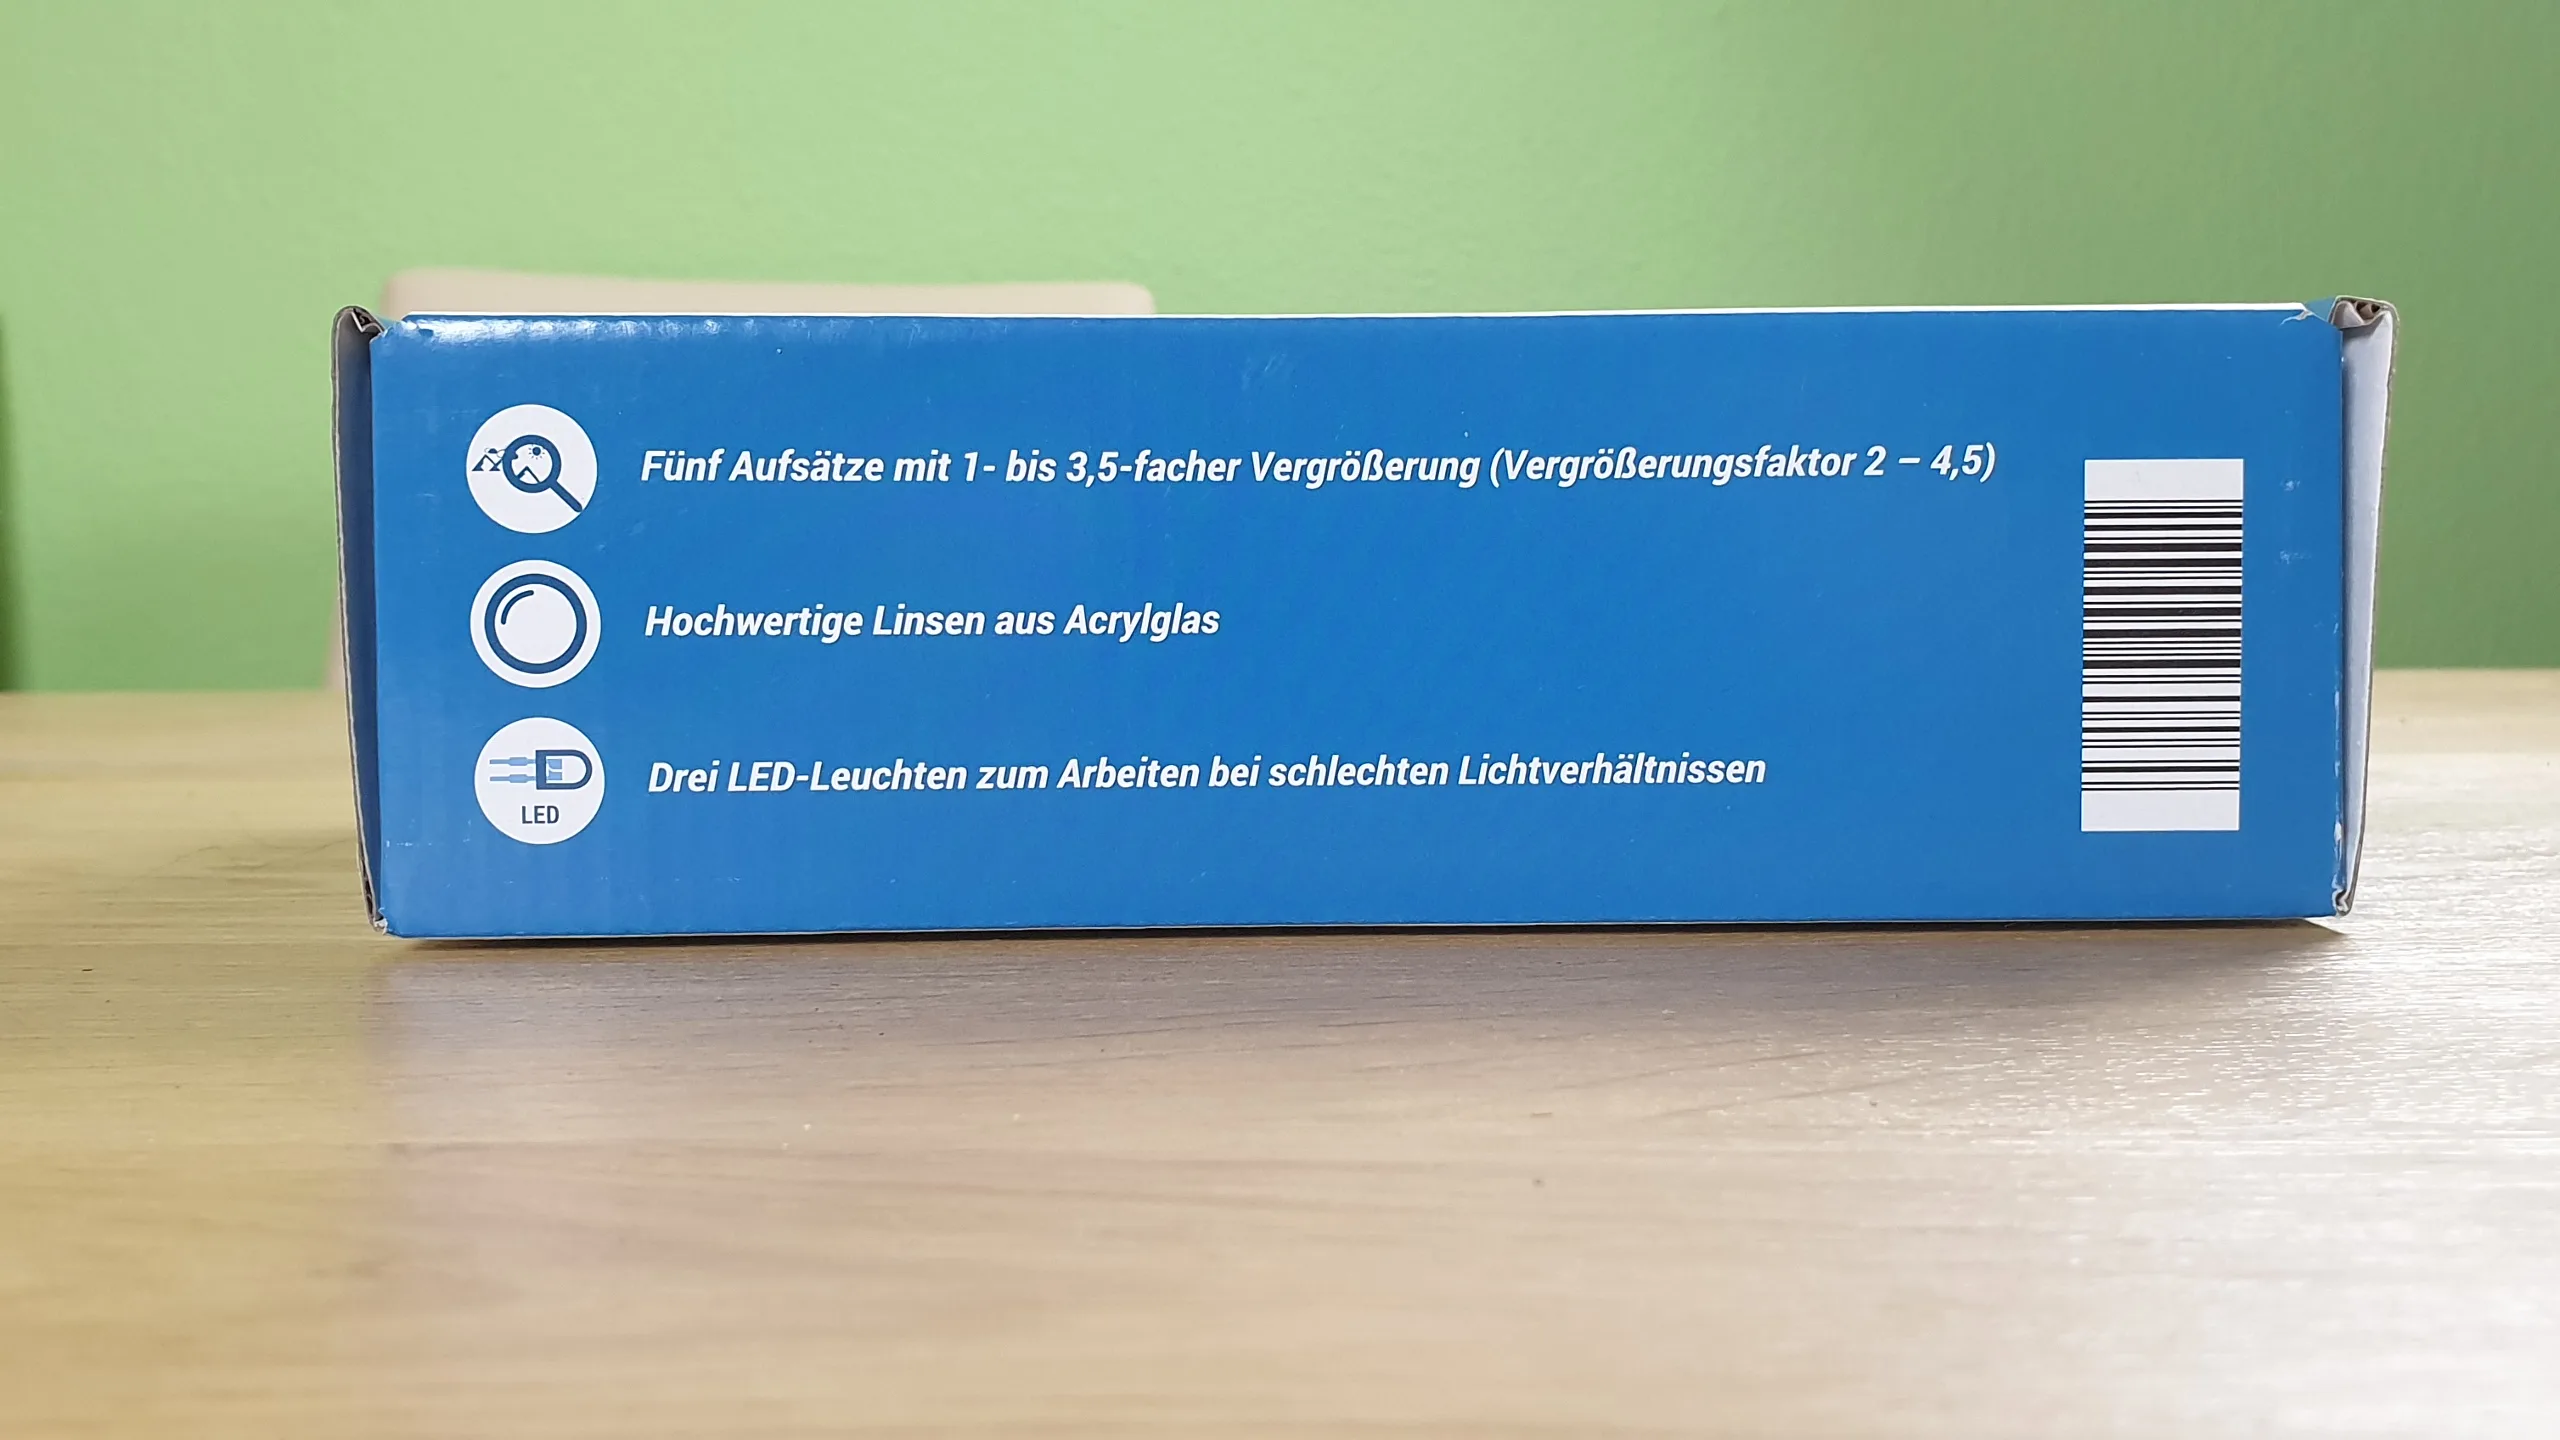 Fünf Aufsätze mit 1- bis 3,5-facher Vergrößerung (Vergrößerungsfaktor 2 – 4,5)
Hochwertige Linsen aus Acrylglas
Drei LED-Leuchten zum Arbeiten bei schlechten Lichtverhältnissen
LED